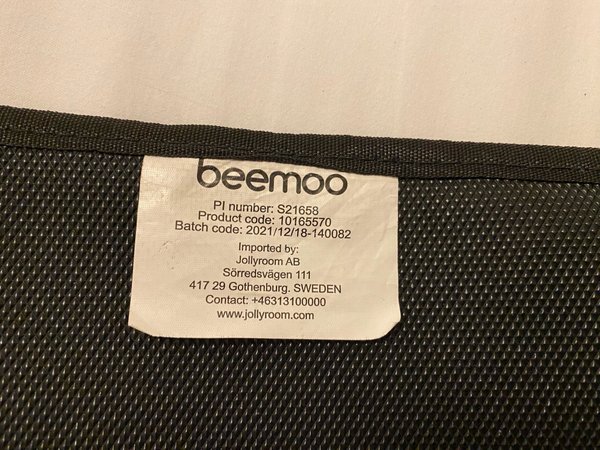 beemoo
PI number: S21658
Product code: 10165570
Batch code: 2021/12/18-140082
Imported by:
Jollyroom AB
Sörredsvägen 111
417 29 Gothenburg. SWEDEN
Contact: +46313100000
www.jollyroom.com